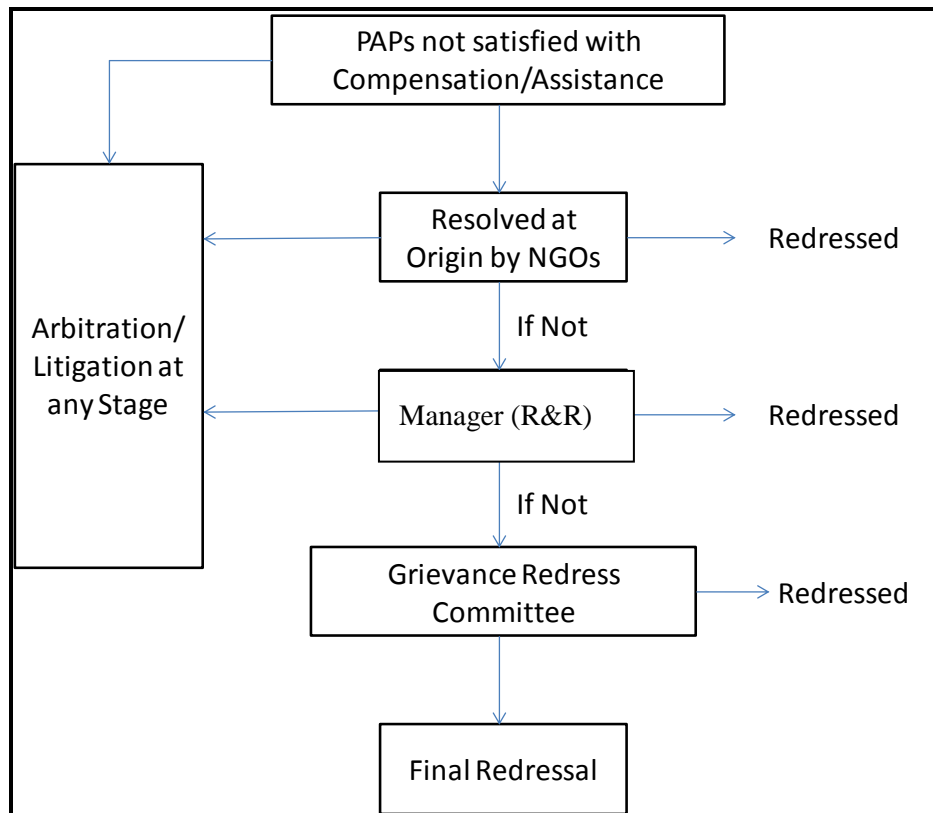 PAPs not satisfied with
Compensation/Assistance
Resolved at
Origin by NGOs
Redressed
If Not
Arbitration/
Litigation at
any Stage
Manager (R&R)
Redressed
If Not
Grievance Redress
Committee
Redressed
Final Redressal